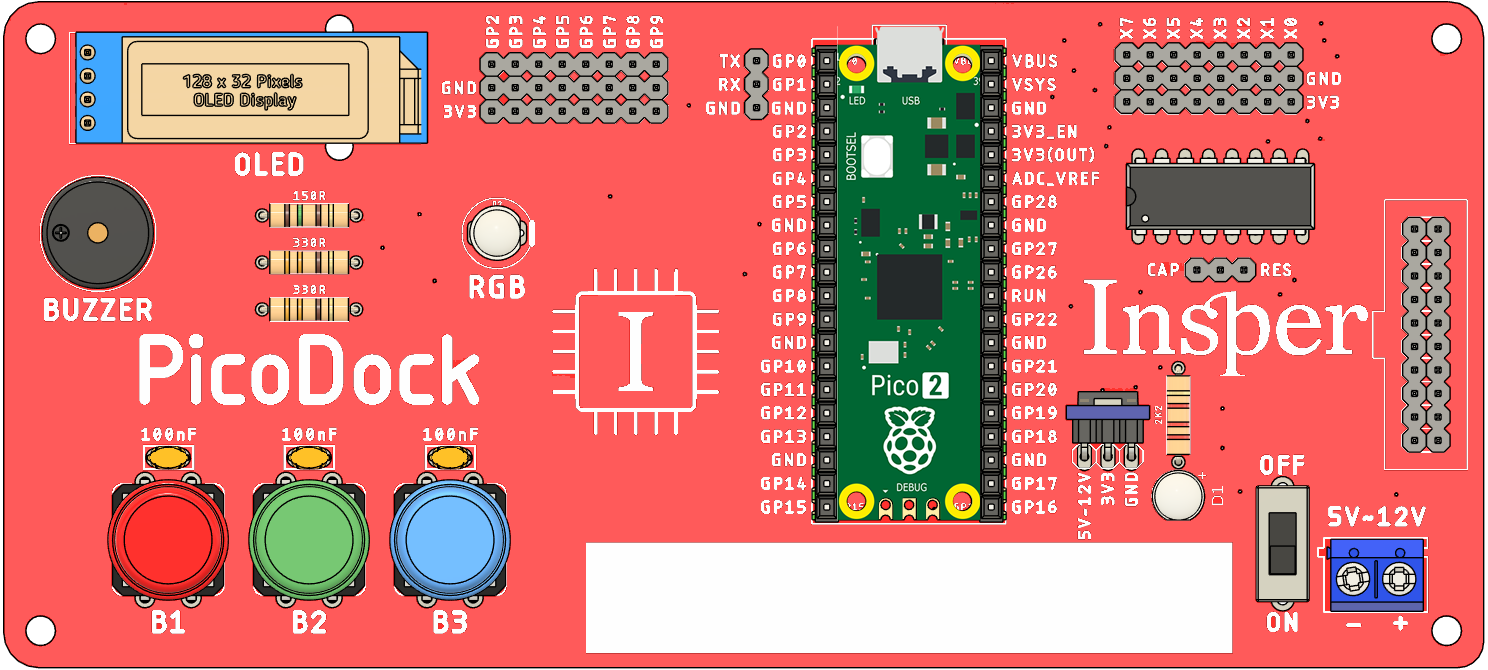 128 x 32 Pixels
OLED Display
OLED
GP2 GP3 GP4 GP5 GP6 GP7 GP8 GP9
GND
3V3
TX
RX
GND
GP0
GP1
GND
GP2
GP3
GP4
GP5
GND
GP6
GP7
GP8
GP9
GND
GP10
GP11
GP12
GP13
GND
GP14
GP15
LED
USB
BOOTSEL
Pico 2
DEBUG
VBUS
VSYS
GND
3V3_EN
3V3(OUT)
ADC_VREF
GP28
GND
GP27
GP26
RUN
GP22
GND
GP21
GP20
GP19
GP18
GND
GP17
GP16
X7 X6 X5 X4 X3 X2 X1 X0
GND
3V3
CAP
RES
Insper
BUZZER
150R
330R
330R
RGB
I
PicoDock
100nF
100nF
100nF
B1
B2
B3
2K2
5V-12V
3V3
GND
D1
+
OFF
ON
5V~12V
- +